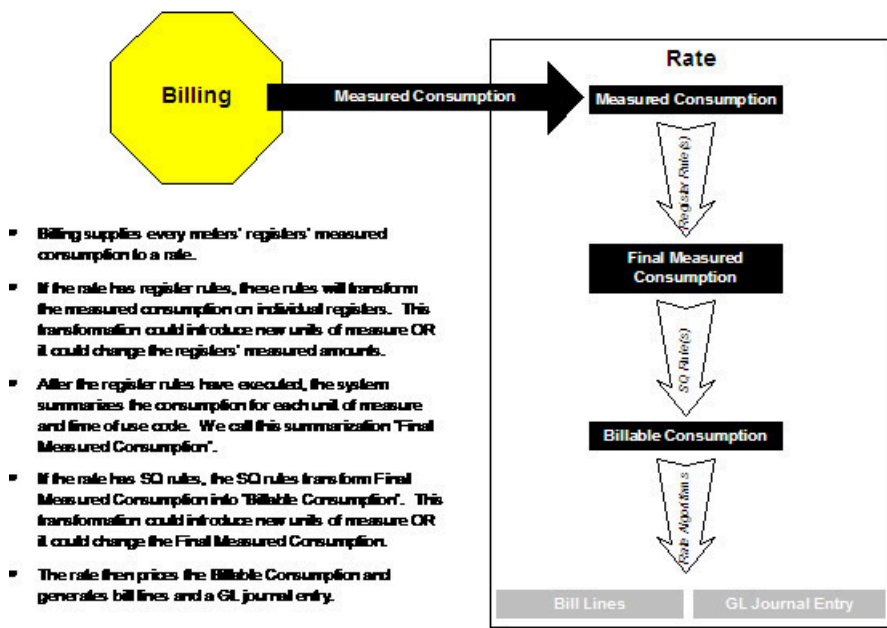 Billing
Measured Consumption
Rate
Measured Consumption
Register Rule(s)
Final Measured
Consumption
SQ Rule(s)
Billable Consumption
Rate Algorithms
Bill Lines
GL Journal Entry
Billing supplies every meters' registers' measured
consumption to a rate.
If the rate has register rules, these rules will transform
the measured consumption on individual registers. This
transformation could introduce new units of measure OR
it could change the registers' measured amounts.
After the register rules have executed, the system
summarizes the consumption for each unit of measure
and time of use code. We call this summarization "Final
Measured Consumption".
If the rate has SQ rules, the SQ rules transform Final
Measured Consumption into "Billable Consumption". This
transformation could introduce new units of measure OR
it could change the Final Measured Consumption.
The rate then prices the Billable Consumption and
generates bill lines and a GL journal entry.